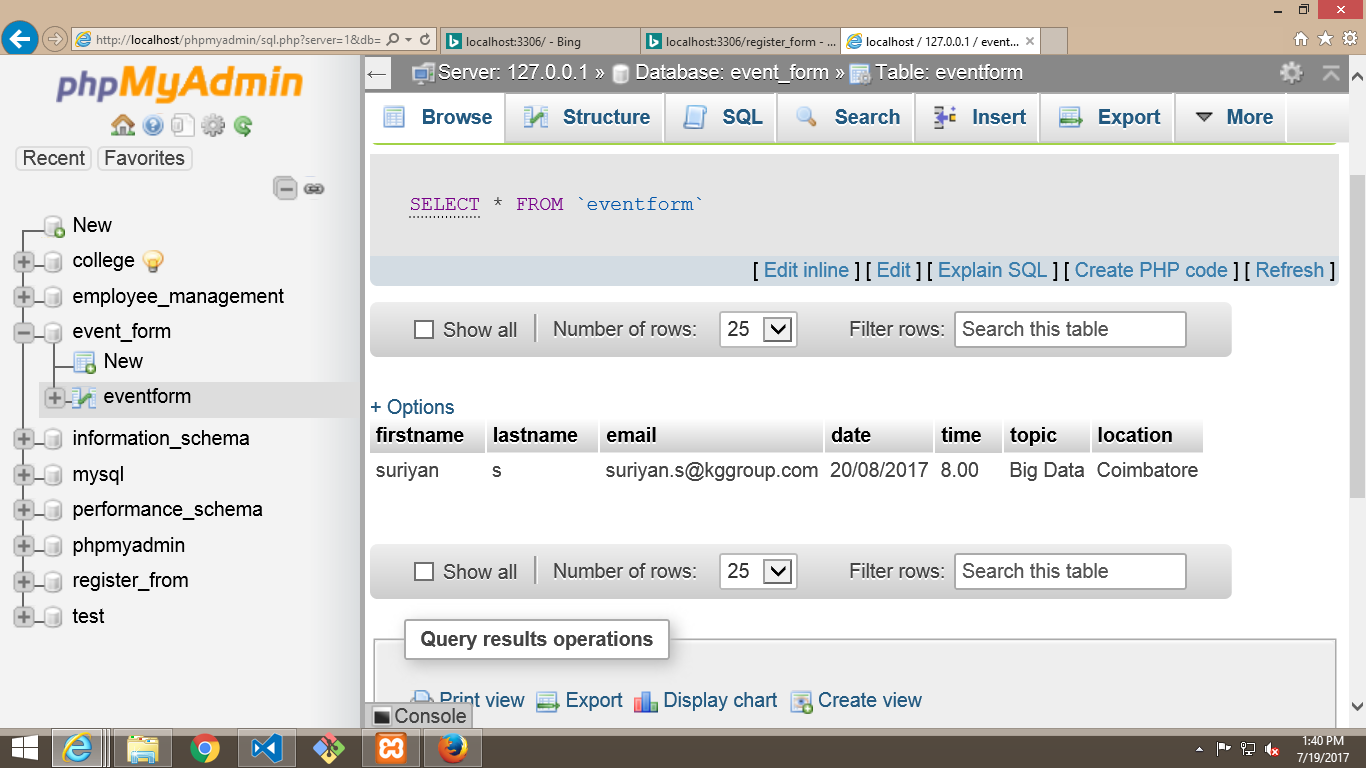 http://localhost/phpmyadmin/sql.php?server=1&db=
localhost:3306/ - Bing
localhost:3306/register_form - ...
localhost / 127.0.0.1 / event...
phpMyAdmin
Recent
Favorites
New
college
employee_management
event_form
New
eventform
information_schema
mysql
performance_schema
phpmyadmin
register_from
test
Server: 127.0.0.1 » Database: event_form » Table: eventform
Browse Structure SQL Search Insert Export More
SELECT * FROM `eventform`
[ Edit inline ] [ Edit ] [ Explain SQL ] [ Create PHP code ] [ Refresh ]
Show all Number of rows: 25 Filter rows: Search this table
+ Options
firstname lastname email date time topic location
suriyan s suriyan.s@kggroup.com 20/08/2017 8.00 Big Data Coimbatore
Show all Number of rows: 25 Filter rows: Search this table
Query results operations
Print view Export Display chart Create view
Console
1:40 PM
7/19/2017